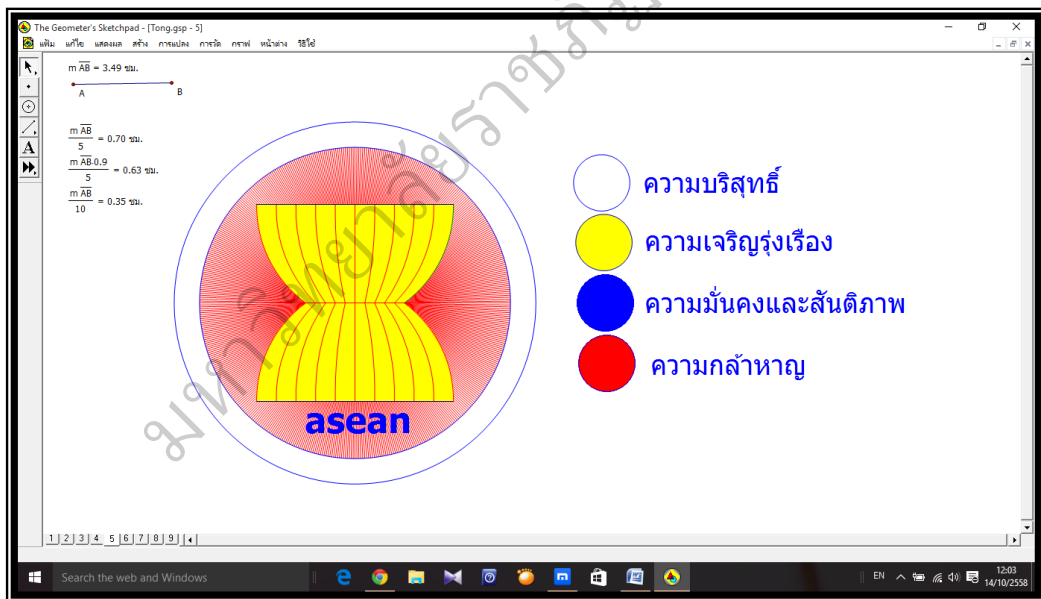 The Geometer's Sketchpad - [Tong.gsp - 5]
แฟ้ม แก้ไข แสดงผล สร้าง การแปลง การวัด กราฟ หน้าต่าง วิธีใช้
m AB = 3.49 ซม.
A B
m AB
5
= 0.70 ซม.
m AB·0.9
5
= 0.63 ซม.
m AB
10
= 0.35 ซม.
ความบริสุทธิ์
ความเจริญรุ่งเรือง
ความมั่นคงและสันติภาพ
ความกล้าหาญ
asean
มหาวิทยาลัยราชภัฏ
1 2 3 4 5 6 7 8 9
Search the web and Windows
EN
12:03
14/10/2558